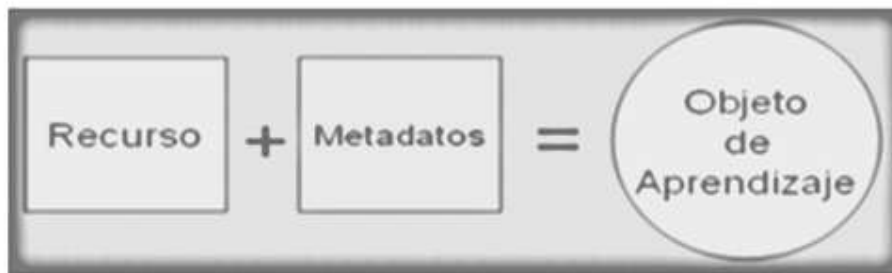 Recurso + Metadatos = Objeto
de
Aprendizaje